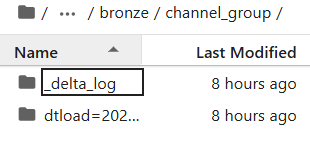 / ··· / bronze / channel_group /
Name Last Modified
_delta_log 8 hours ago
dtload=202... 8 hours ago